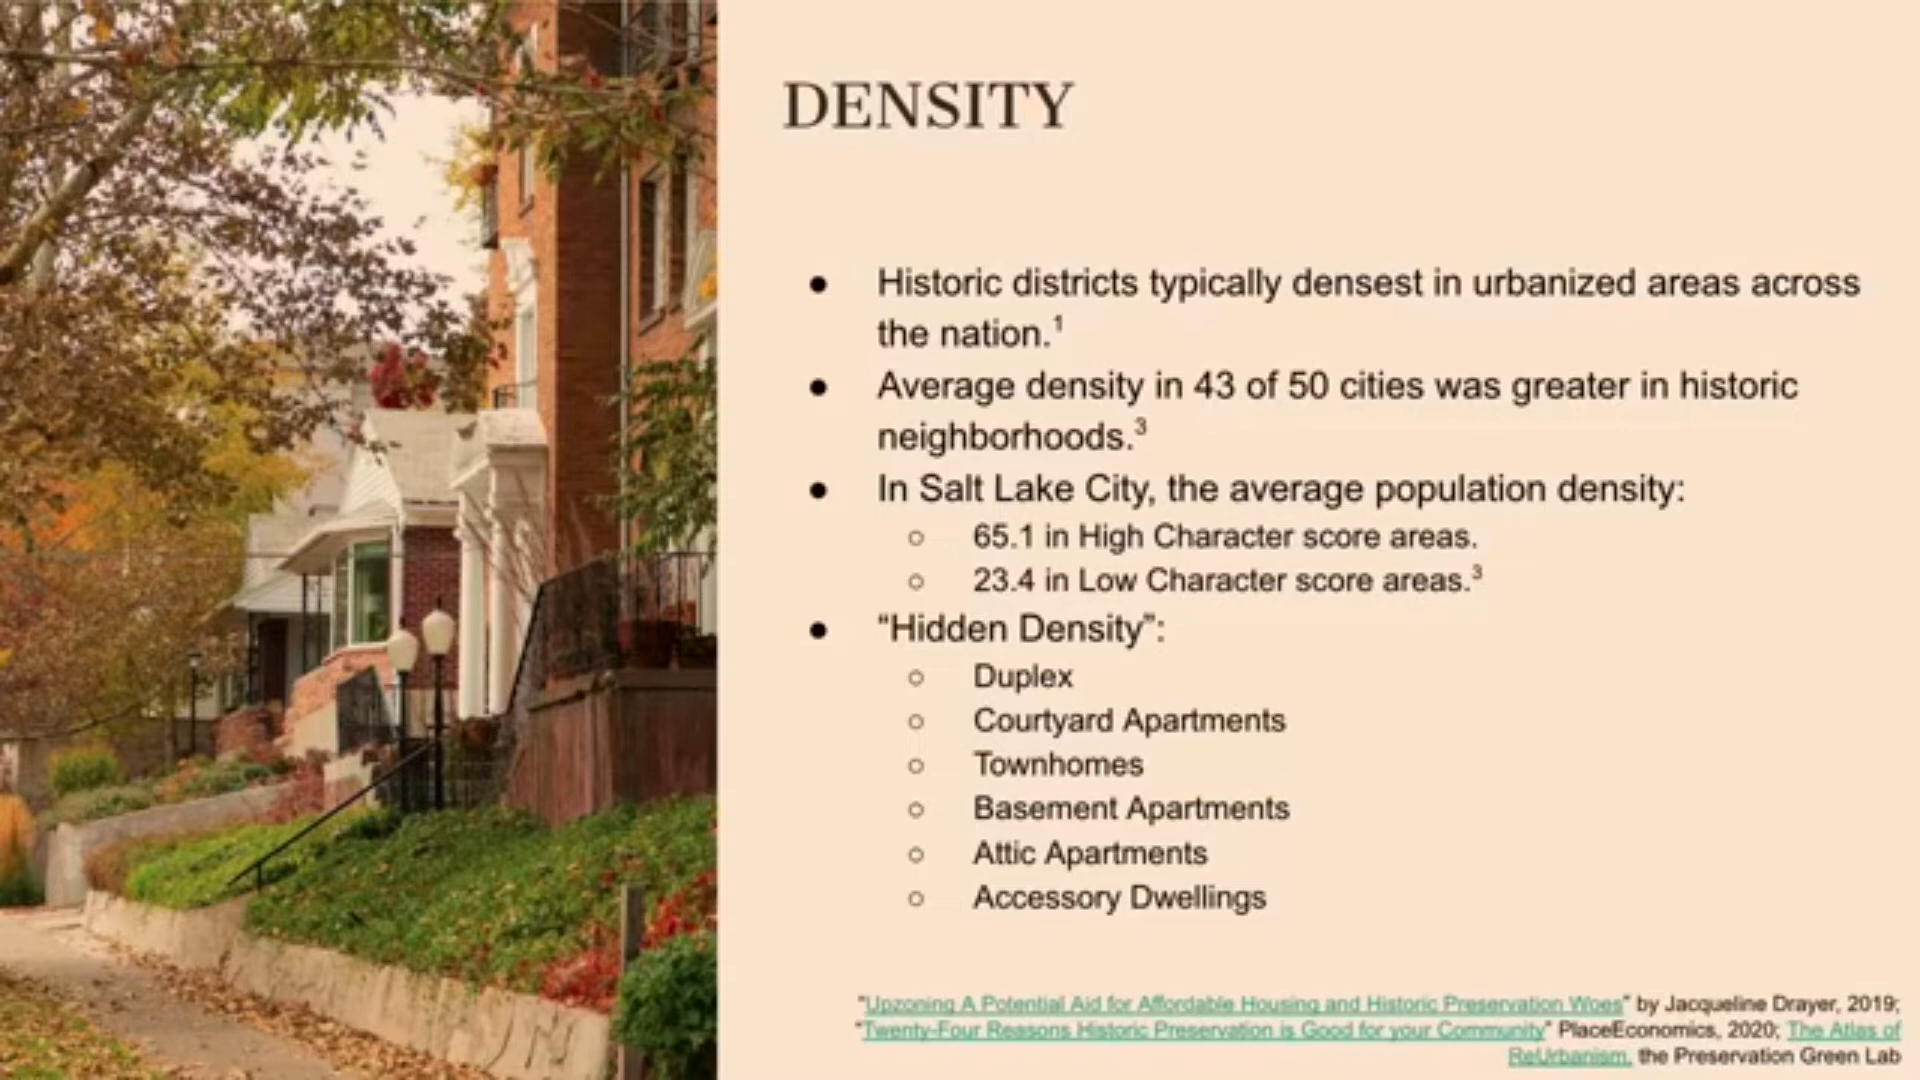 DENSITY
● Historic districts typically densest in urbanized areas across
the nation.¹
● Average density in 43 of 50 cities was greater in historic
neighborhoods.³
● In Salt Lake City, the average population density:
○ 65.1 in High Character score areas.
○ 23.4 in Low Character score areas.³
● “Hidden Density”:
○ Duplex
○ Courtyard Apartments
○ Townhomes
○ Basement Apartments
○ Attic Apartments
○ Accessory Dwellings
"Upzoning A Potential Aid for Affordable Housing and Historic Preservation Woes" by Jacqueline Drayer, 2019;
"Twenty-Four Reasons Historic Preservation is Good for your Community" PlaceEconomics, 2020; The Atlas of
ReUrbanism, the Preservation Green Lab